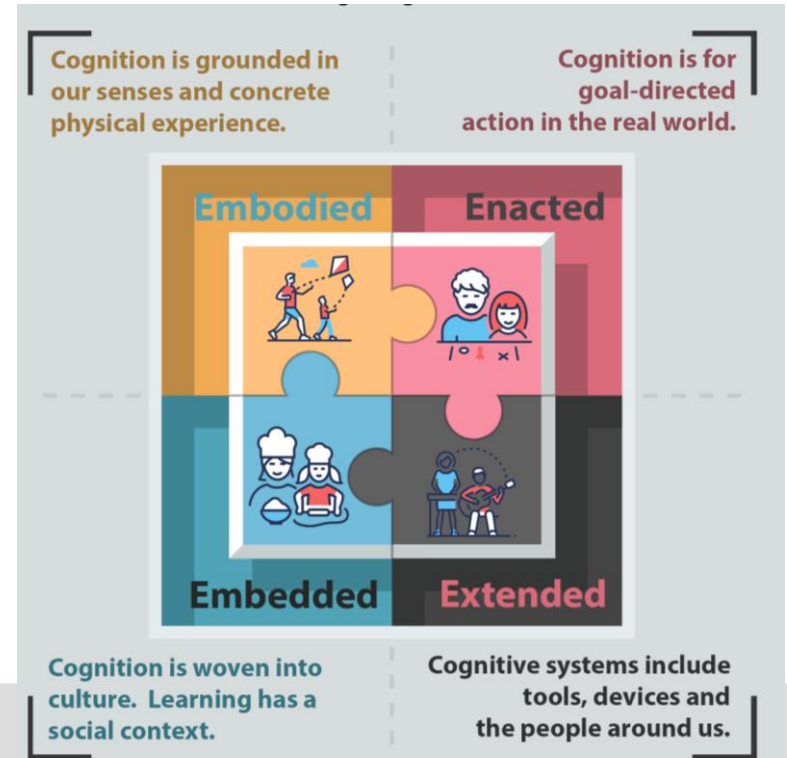 Cognition is grounded in
our senses and concrete
physical experience.
Cognition is for
goal-directed
action in the real world.
Embodied
Enacted
Embedded
Extended
Cognition is woven into
culture. Learning has a
social context.
Cognitive systems include
tools, devices and
the people around us.